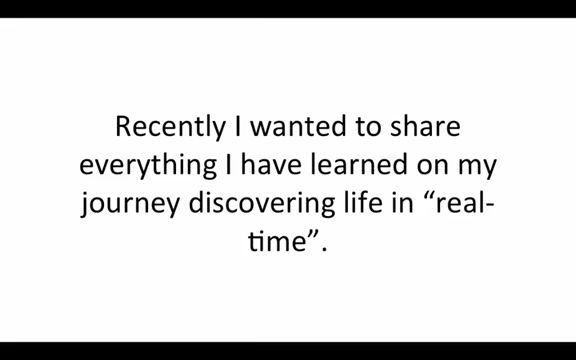 Recently I wanted to share
everything I have learned on my
journey discovering life in “real-
time”.